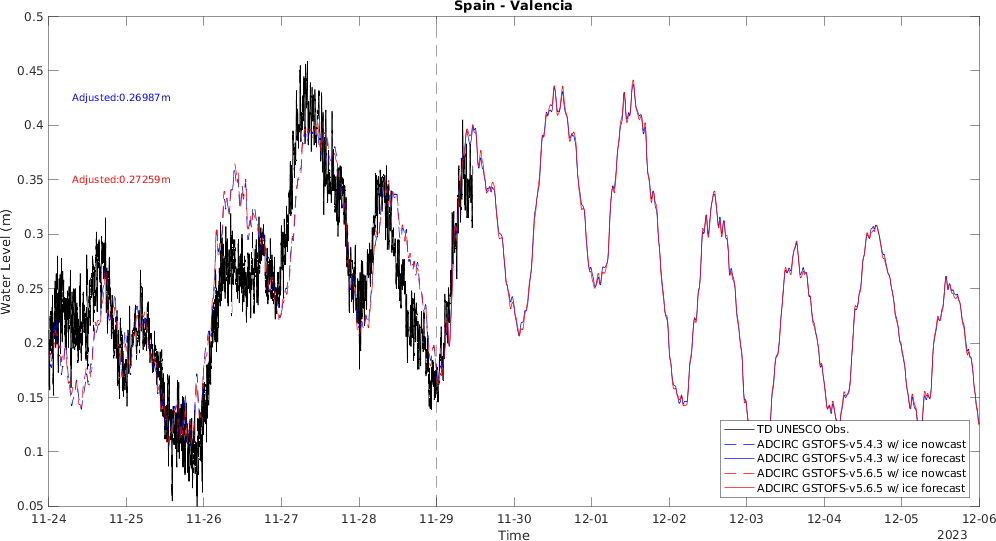 Spain - Valencia
0.5
0.45
0.4
0.35
0.3
0.25
0.2
0.15
0.1
0.05
Water Level (m)
Adjusted:0.26987m
Adjusted:0.27259m
TD UNESCO Obs.
ADCIRC GSTOFS-v5.4.3 w/ ice nowcast
ADCIRC GSTOFS-v5.4.3 w/ ice forecast
ADCIRC GSTOFS-v5.6.5 w/ ice nowcast
ADCIRC GSTOFS-v5.6.5 w/ ice forecast
11-24 11-25 11-26 11-27 11-28 11-29 11-30 12-01 12-02 12-03 12-04 12-05 12-06
Time
2023